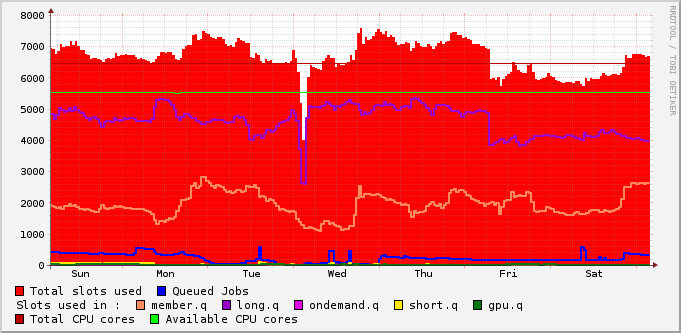 RRDTOOL / TOBI OETIKER
8000
7000
6000
5000
4000
3000
2000
1000
0
Sun Mon Tue Wed Thu Fri Sat
Total slots used Queued Jobs
Slots used in : member.q long.q ondemand.q short.q gpu.q
Total CPU cores Available CPU cores